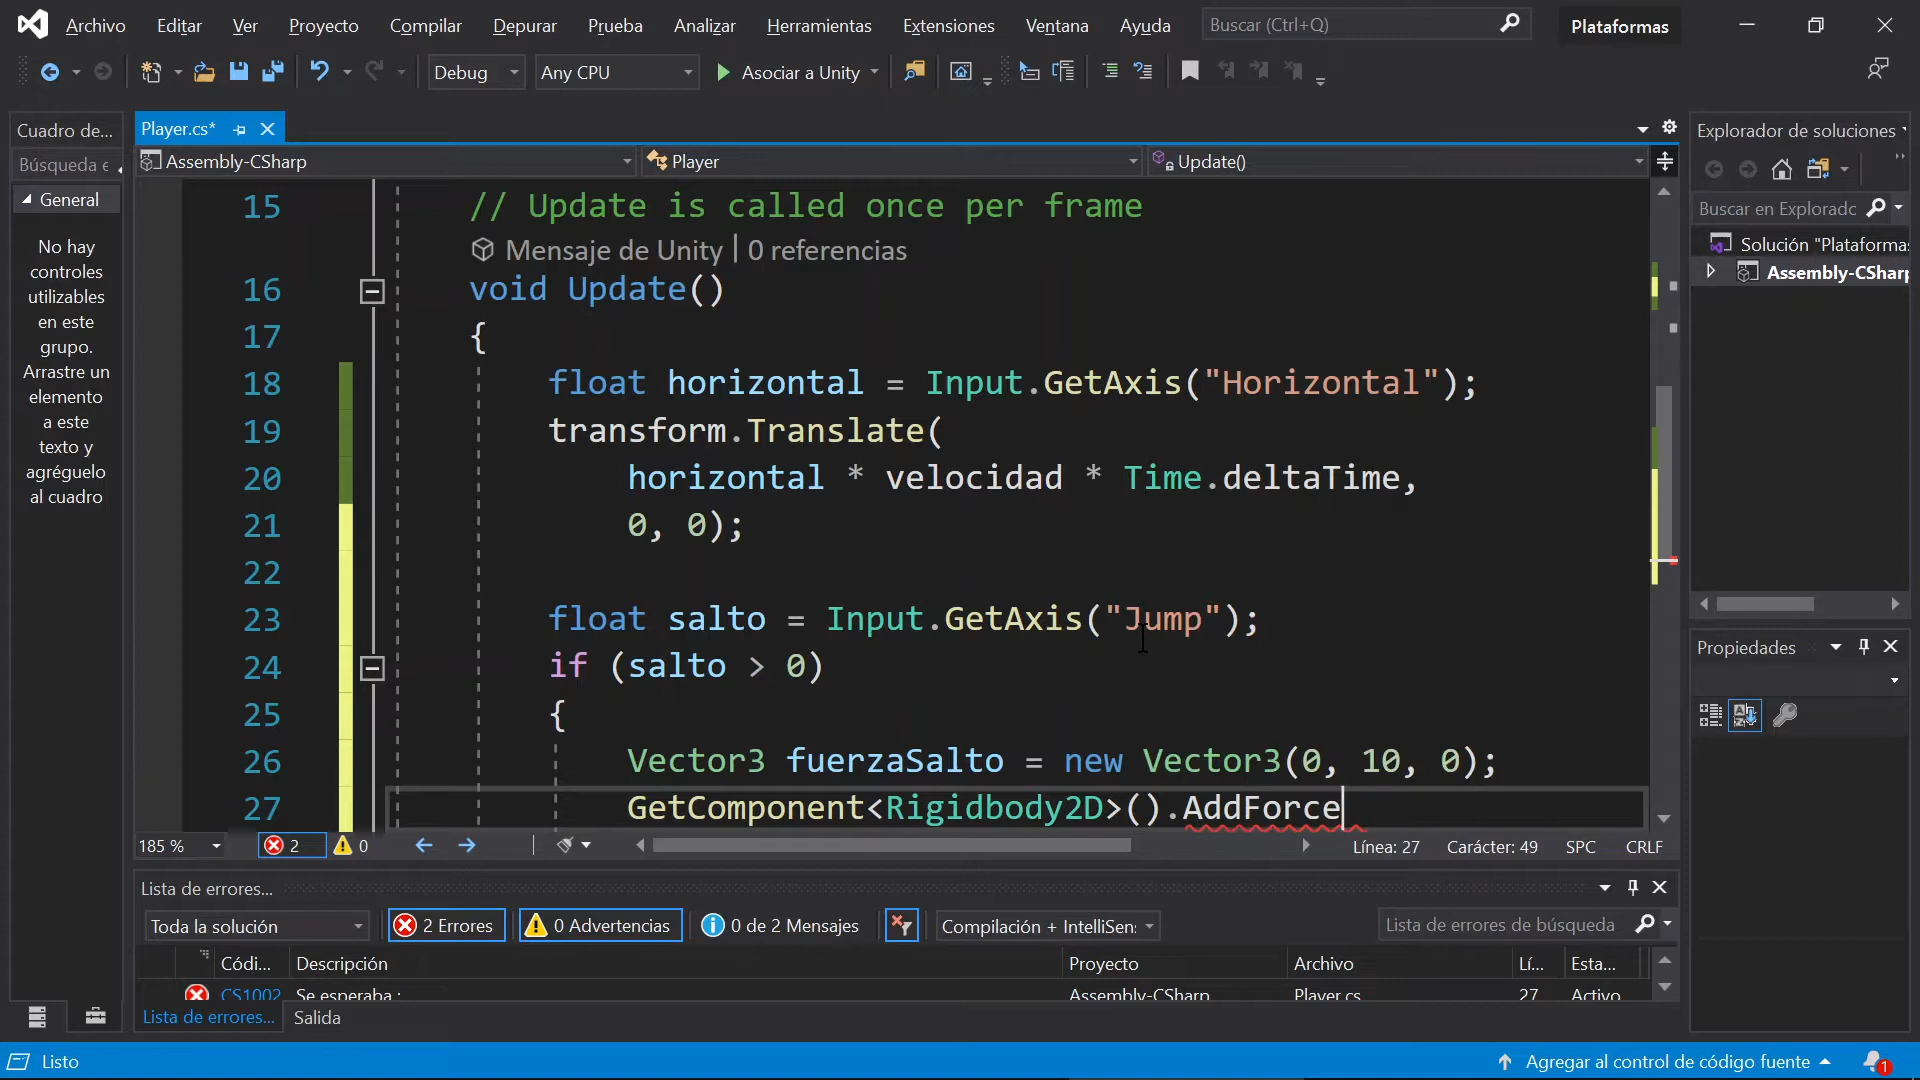 Archivo Editar Ver Proyecto Compilar Depurar Prueba Analizar Herramientas Extensiones Ventana Ayuda Buscar (Ctrl+Q) Plataformas
Debug Any CPU Asociar a Unity
Cuadro de...
Búsqueda e
General
No hay
controles
utilizables
en este
grupo.
Arrastre un
elemento
a este
texto y
agréguelo
al cuadro
Player.cs*
Assembly-CSharp Player Update()
15 // Update is called once per frame
Mensaje de Unity | 0 referencias
16 void Update()
17 {
18 float horizontal = Input.GetAxis("Horizontal");
19 transform.Translate(
20 horizontal * velocidad * Time.deltaTime,
21 0, 0);
22
23 float salto = Input.GetAxis("Jump");
24 if (salto > 0)
25 {
26 Vector3 fuerzaSalto = new Vector3(0, 10, 0);
27 GetComponent<Rigidbody2D>().AddForce
185 % 2 0 Línea: 27 Carácter: 49 SPC CRLF
Lista de errores...
Toda la solución 2 Errores 0 Advertencias 0 de 2 Mensajes Compilación + IntelliSen: Lista de errores de búsqueda
Códi... Descripción Proyecto Archivo Lí... Esta...
CS1002 Se esperaba ; Assembly-CSharp Player.cs 27 Activo
Lista de errores... Salida
Explorador de soluciones
Buscar en Explorado
Solución "Plataformas
Assembly-CSharp
Propiedades
Listo Agregar al control de código fuente 1